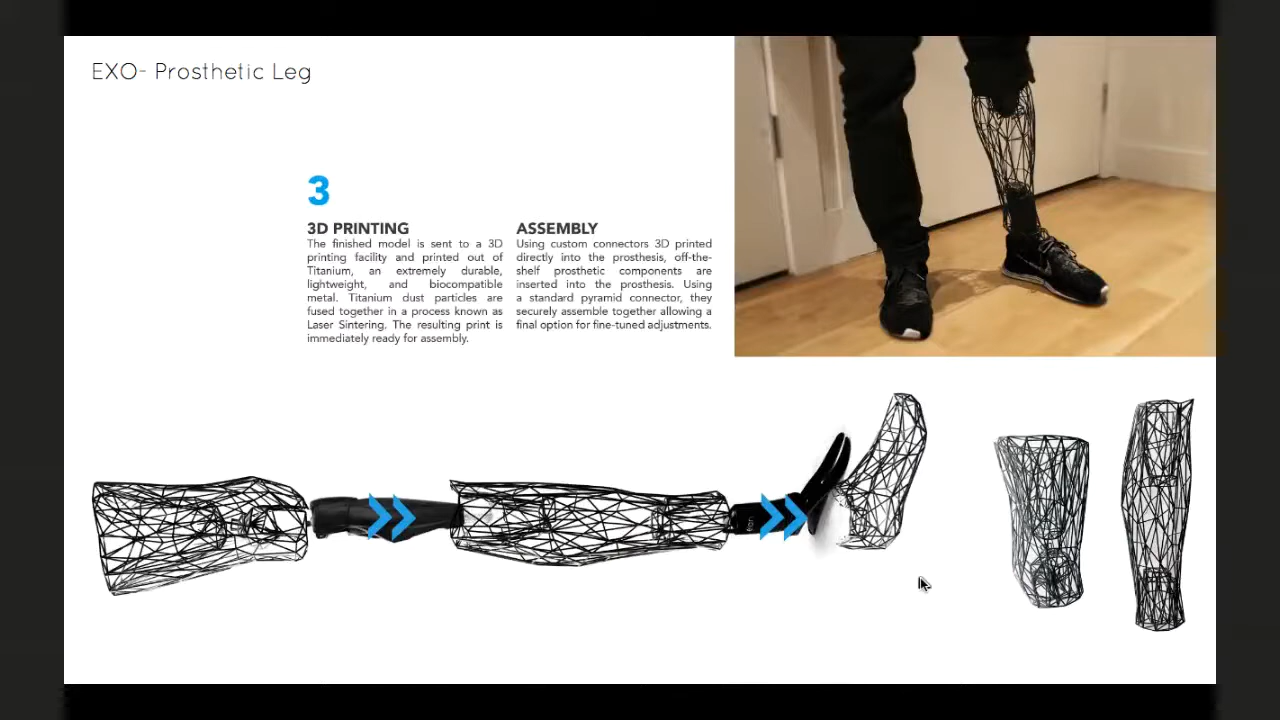 EXO- Prosthetic Leg
3
3D PRINTING
The finished model is sent to a 3D
printing facility and printed out of
Titanium, an extremely durable,
lightweight, and biocompatible
metal. Titanium dust particles are
fused together in a process known as
Laser Sintering. The resulting print is
immediately ready for assembly.
ASSEMBLY
Using custom connectors 3D printed
directly into the prosthesis, off-the-
shelf prosthetic components are
inserted into the prosthesis. Using
a standard pyramid connector, they
securely assemble together allowing a
final option for fine-tuned adjustments.